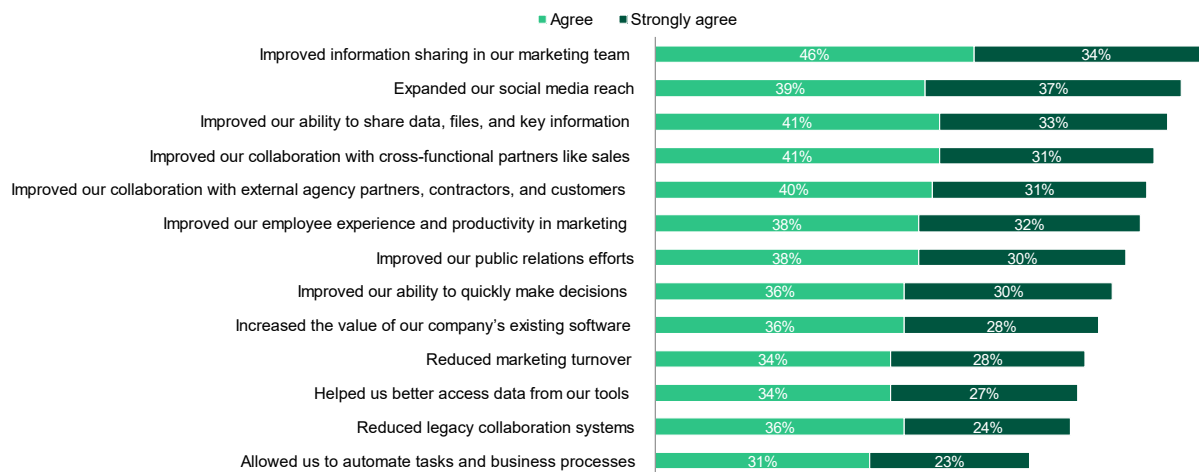 Agree Strongly agree
Improved information sharing in our marketing team 46% 34%
Expanded our social media reach 39% 37%
Improved our ability to share data, files, and key information 41% 33%
Improved our collaboration with cross-functional partners like sales 41% 31%
Improved our collaboration with external agency partners, contractors, and customers 40% 31%
Improved our employee experience and productivity in marketing 38% 32%
Improved our public relations efforts 38% 30%
Improved our ability to quickly make decisions 36% 30%
Increased the value of our company’s existing software 36% 28%
Reduced marketing turnover 34% 28%
Helped us better access data from our tools 34% 27%
Reduced legacy collaboration systems 36% 24%
Allowed us to automate tasks and business processes 31% 23%